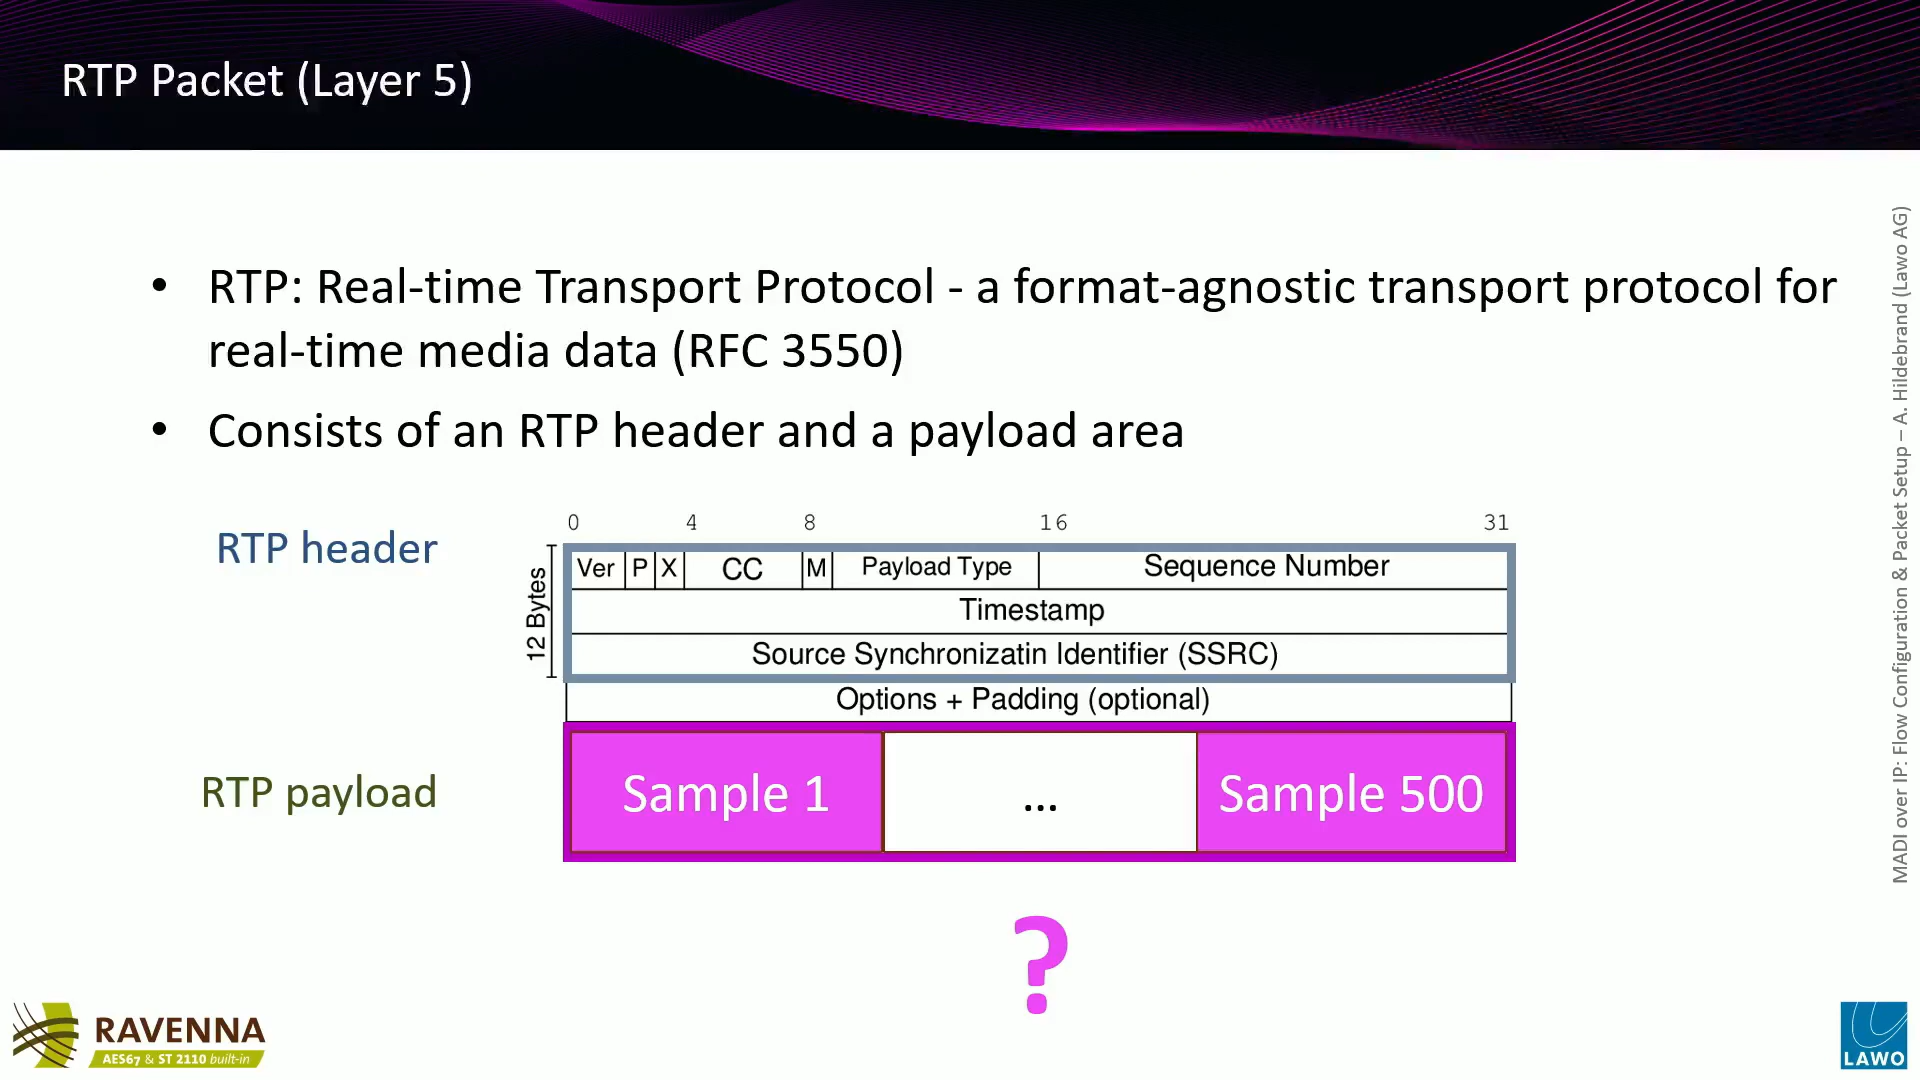 RTP Packet (Layer 5)
• RTP: Real-time Transport Protocol - a format-agnostic transport protocol for
real-time media data (RFC 3550)
• Consists of an RTP header and a payload area
RTP header
0 4 8 16 31
12 Bytes
Ver P X CC M Payload Type Sequence Number
Timestamp
Source Synchronizatin Identifier (SSRC)
Options + Padding (optional)
RTP payload
Sample 1 ... Sample 500
?
MADI over IP: Flow Configuration & Packet Setup – A. Hildebrand (Lawo AG)
RAVENNA
AES67 & ST 2110 built-in
LAWO